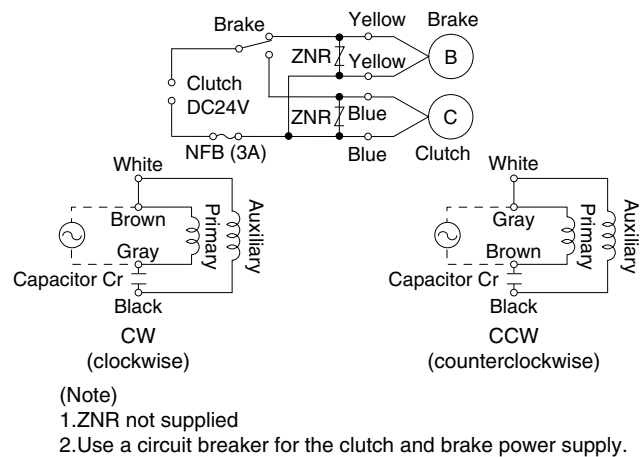 Brake Yellow Brake
ZNR B
Yellow
Clutch
DC24V
ZNR Blue C
NFB (3A) Blue Clutch
White
Brown
Gray
Primary
Auxiliary
Capacitor Cr
Black
CW
(clockwise)
White
Gray
Brown
Primary
Auxiliary
Capacitor Cr
Black
CCW
(counterclockwise)
(Note)
1.ZNR not supplied
2.Use a circuit breaker for the clutch and brake power supply.